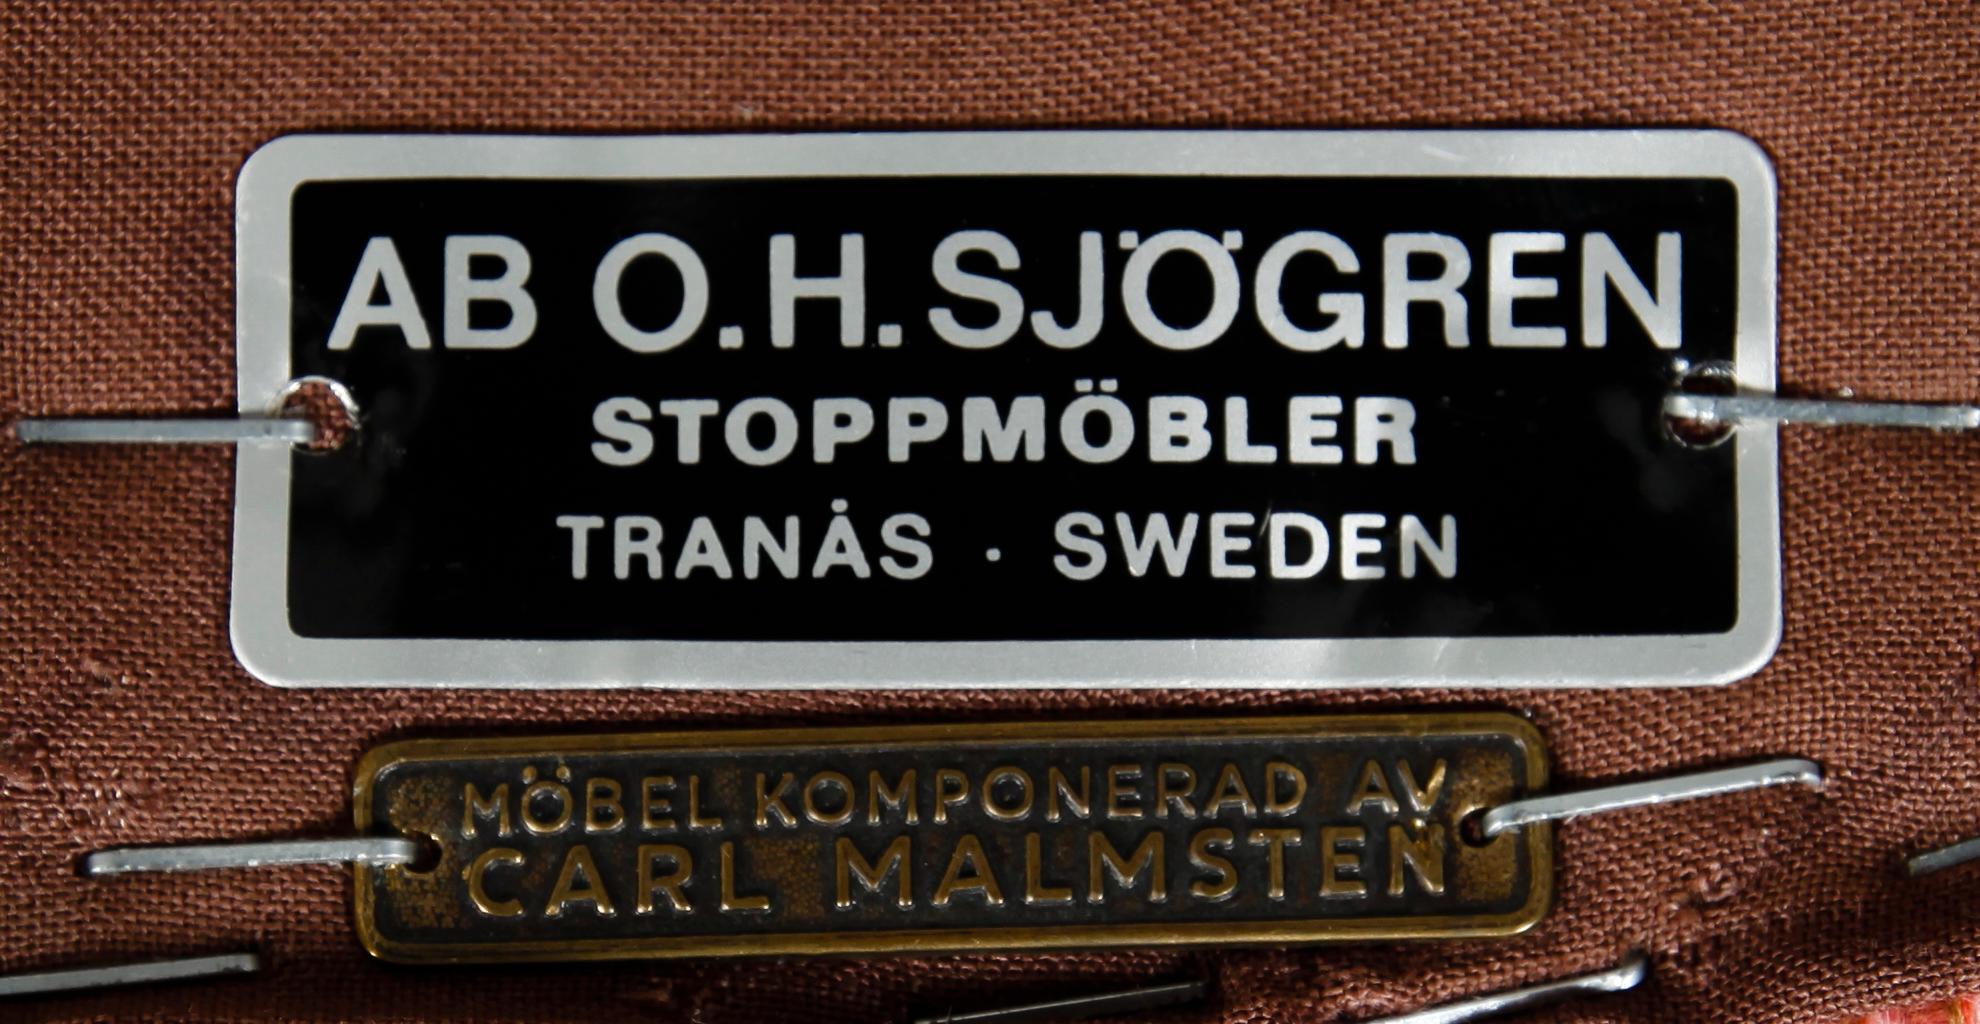 AB O.H. SJÖGREN
STOPPMÖBLER
TRANÅS · SWEDEN
MÖBEL KOMPONERAD AV
CARL MALMSTEN